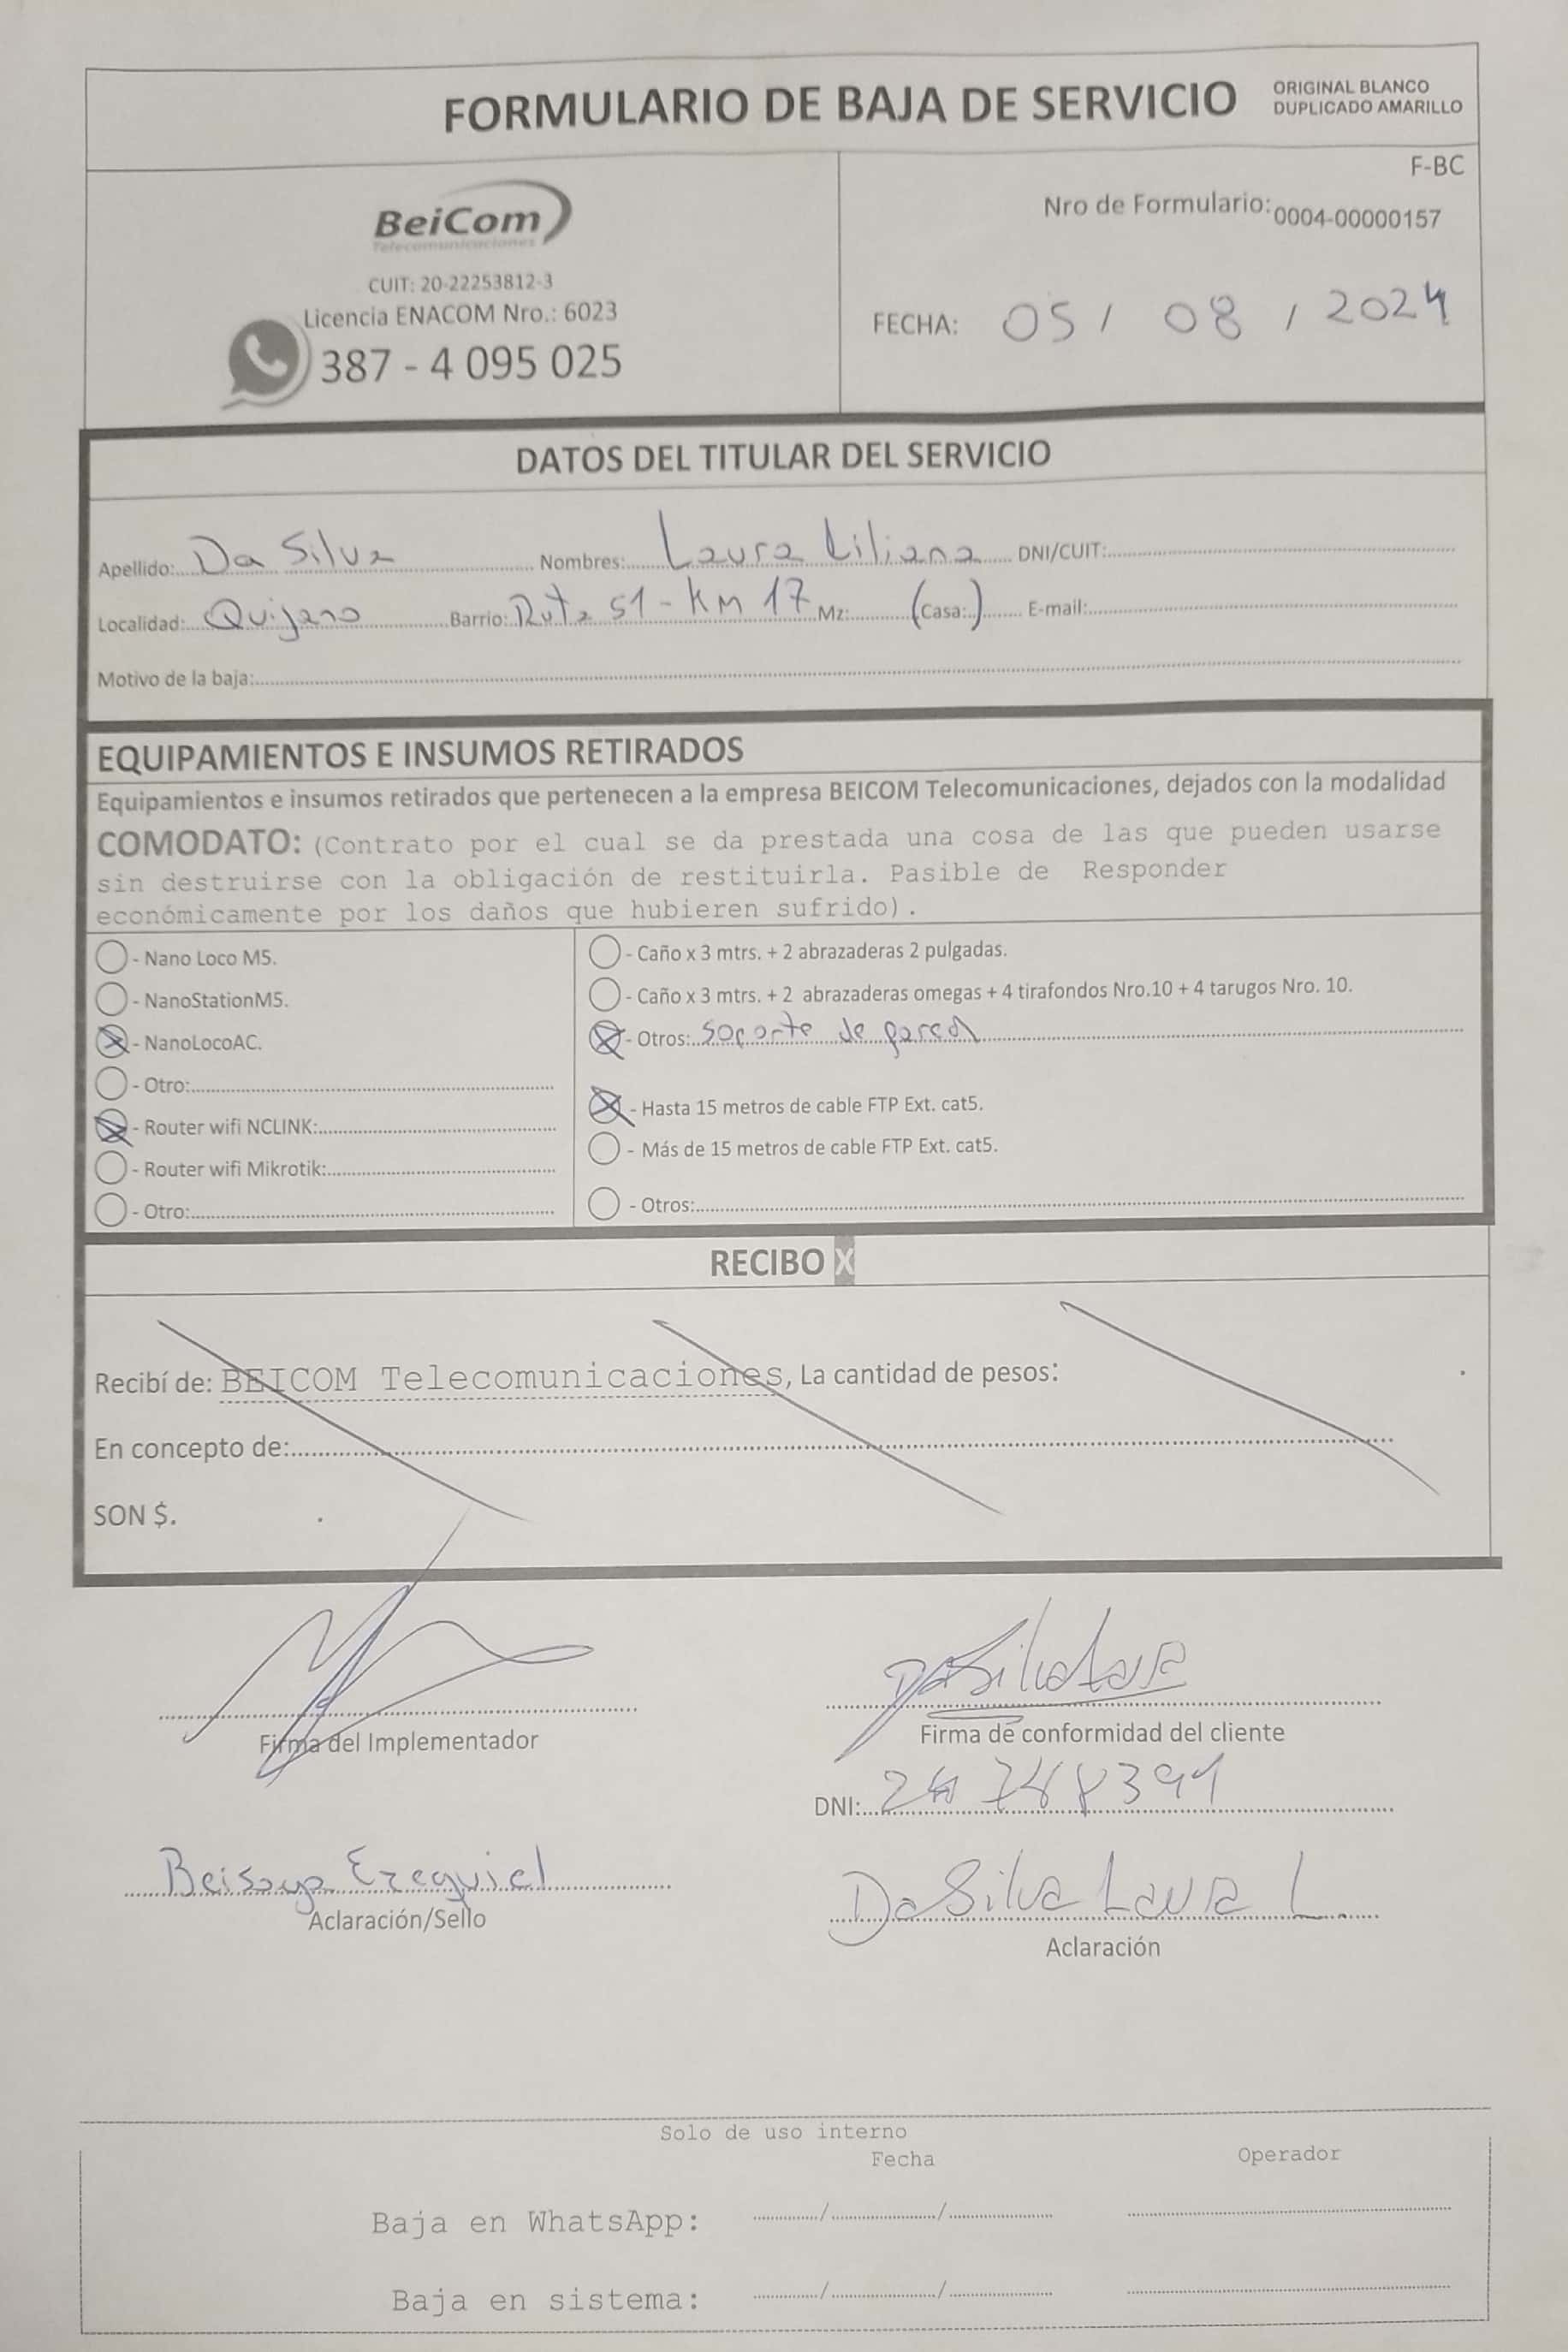 FORMULARIO DE BAJA DE SERVICIO
ORIGINAL BLANCO
DUPLICADO AMARILLO
F-BC
BeiCom
Telecomunicaciones
CUIT: 20-22253812-3
Licencia ENACOM Nro.: 6023
387 - 4 095 025
Nro de Formulario: 0004-00000157
FECHA: 05 / 08 / 2024
DATOS DEL TITULAR DEL SERVICIO
Apellido: Da Silva Nombres: Laura Liliana DNI/CUIT:
Localidad: Quijano Barrio: Ruta 51 - Km 17 Mz: (Casa:) E-mail:
Motivo de la baja:
EQUIPAMIENTOS E INSUMOS RETIRADOS
Equipamientos e insumos retirados que pertenecen a la empresa BEICOM Telecomunicaciones, dejados con la modalidad
COMODATO: (Contrato por el cual se da prestada una cosa de las que pueden usarse
sin destruirse con la obligación de restituirla. Pasible de Responder
económicamente por los daños que hubieren sufrido).
- Nano Loco M5.
- NanoStationM5.
- NanoLocoAC.
- Otro:
- Router wifi NCLINK:
- Router wifi Mikrotik:
- Otro:
- Caño x 3 mtrs. + 2 abrazaderas 2 pulgadas.
- Caño x 3 mtrs. + 2 abrazaderas omegas + 4 tirafondos Nro.10 + 4 tarugos Nro. 10.
- Otros: soporte de pared
- Hasta 15 metros de cable FTP Ext. cat5.
- Más de 15 metros de cable FTP Ext. cat5.
- Otros:
RECIBO X
Recibí de: BEICOM Telecomunicaciones, La cantidad de pesos:
En concepto de:
SON $.
Firma del Implementador
DaSilvaLaura
Firma de conformidad del cliente
DNI:
Ezequiel
Aclaración/Sello
Da Silva Laura L.
Aclaración
Solo de uso interno
Fecha Operador
Baja en WhatsApp: / /
Baja en sistema: / /